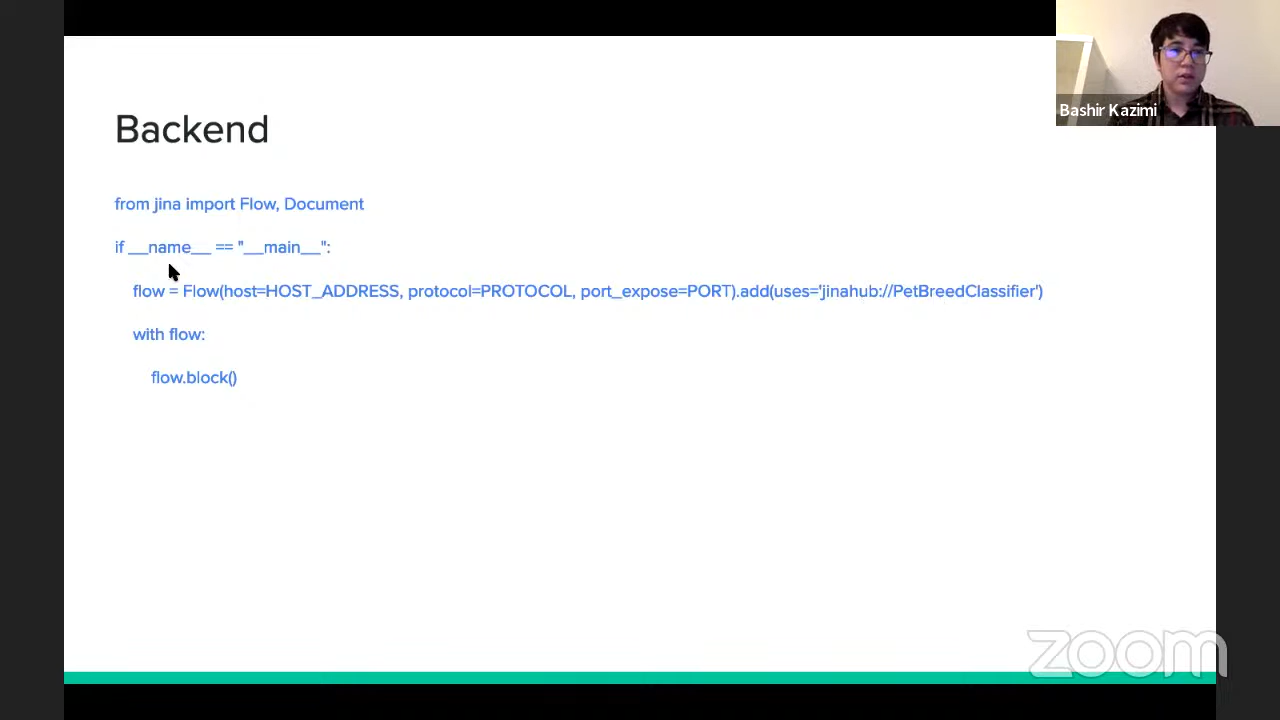 Bashir Kazimi
Backend
from jina import Flow, Document
if __name__ == "__main__":
flow = Flow(host=HOST_ADDRESS, protocol=PROTOCOL, port_expose=PORT).add(uses='jinahub://PetBreedClassifier')
with flow:
flow.block()
zoom